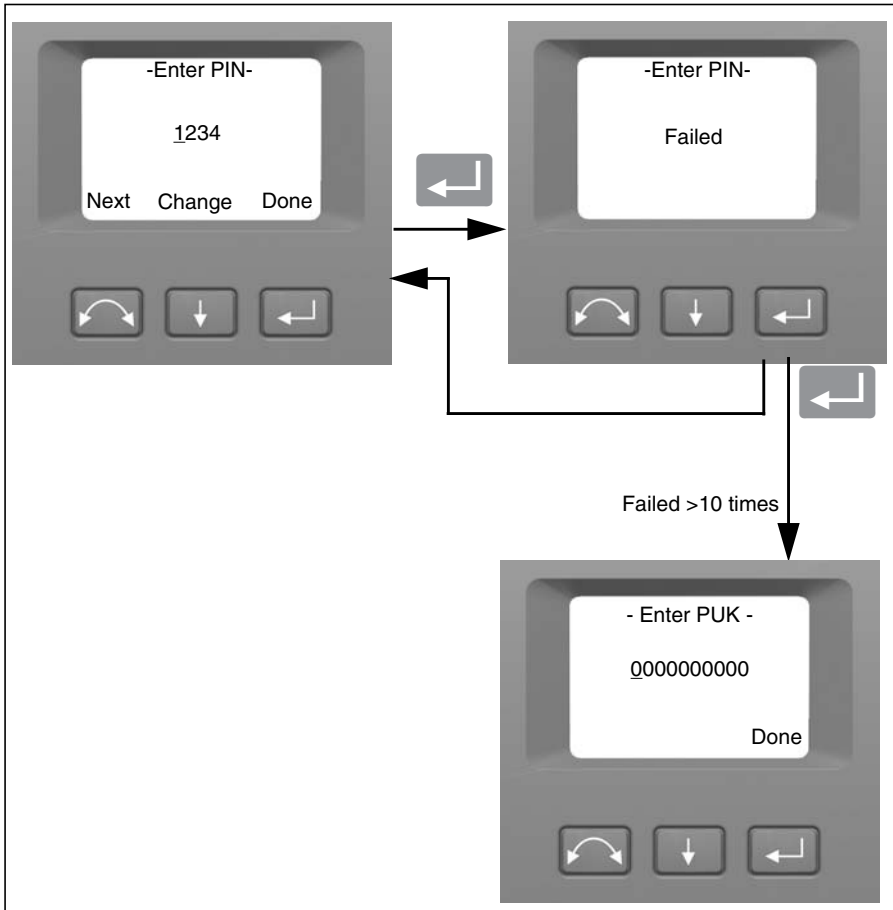 -Enter PIN-
1234
Next Change Done
-Enter PIN-
Failed
Failed >10 times
- Enter PUK -
0000000000
Done